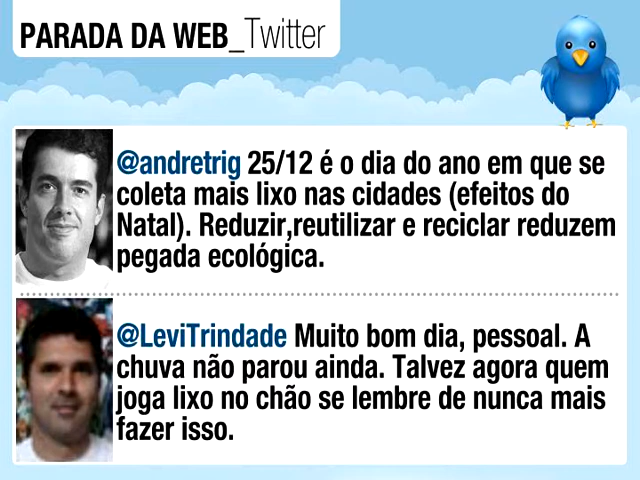 PARADA DA WEB_Twitter
@andretrig 25/12 é o dia do ano em que se
coleta mais lixo nas cidades (efeitos do
Natal). Reduzir,reutilizar e reciclar reduzem
pegada ecológica.
@LeviTrindade Muito bom dia, pessoal. A
chuva não parou ainda. Talvez agora quem
joga lixo no chão se lembre de nunca mais
fazer isso.